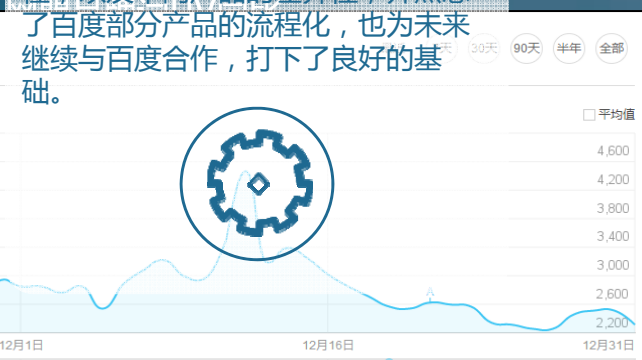 了百度部分产品的流程化，也为未来
继续与百度合作，打下了良好的基
础。
30天 90天 半年 全部
平均值
4,600
4,200
3,800
3,400
3,000
2,600
2,200
A
12月1日 12月16日 12月31日